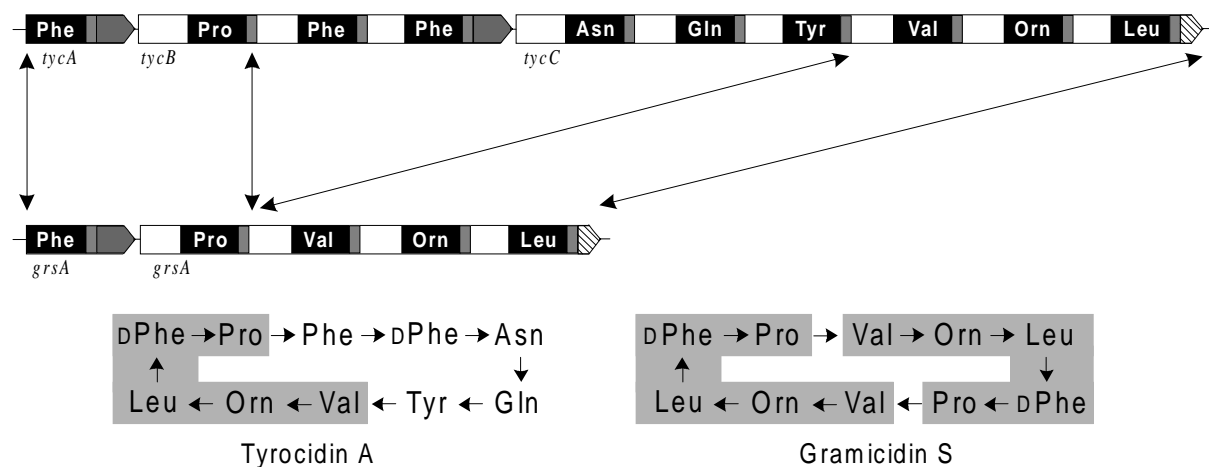 Phe Pro Phe Phe Asn Gln Tyr Val Orn Leu
tycA tycB tycC
Phe Pro Val Orn Leu
grsA grsA
DPhe → Pro → Phe → DPhe → Asn DPhe → Pro → Val → Orn → Leu
Leu ← Orn ← Val ← Tyr ← Gln Leu ← Orn ← Val ← Pro ← DPhe
Tyrocidin A Gramicidin S